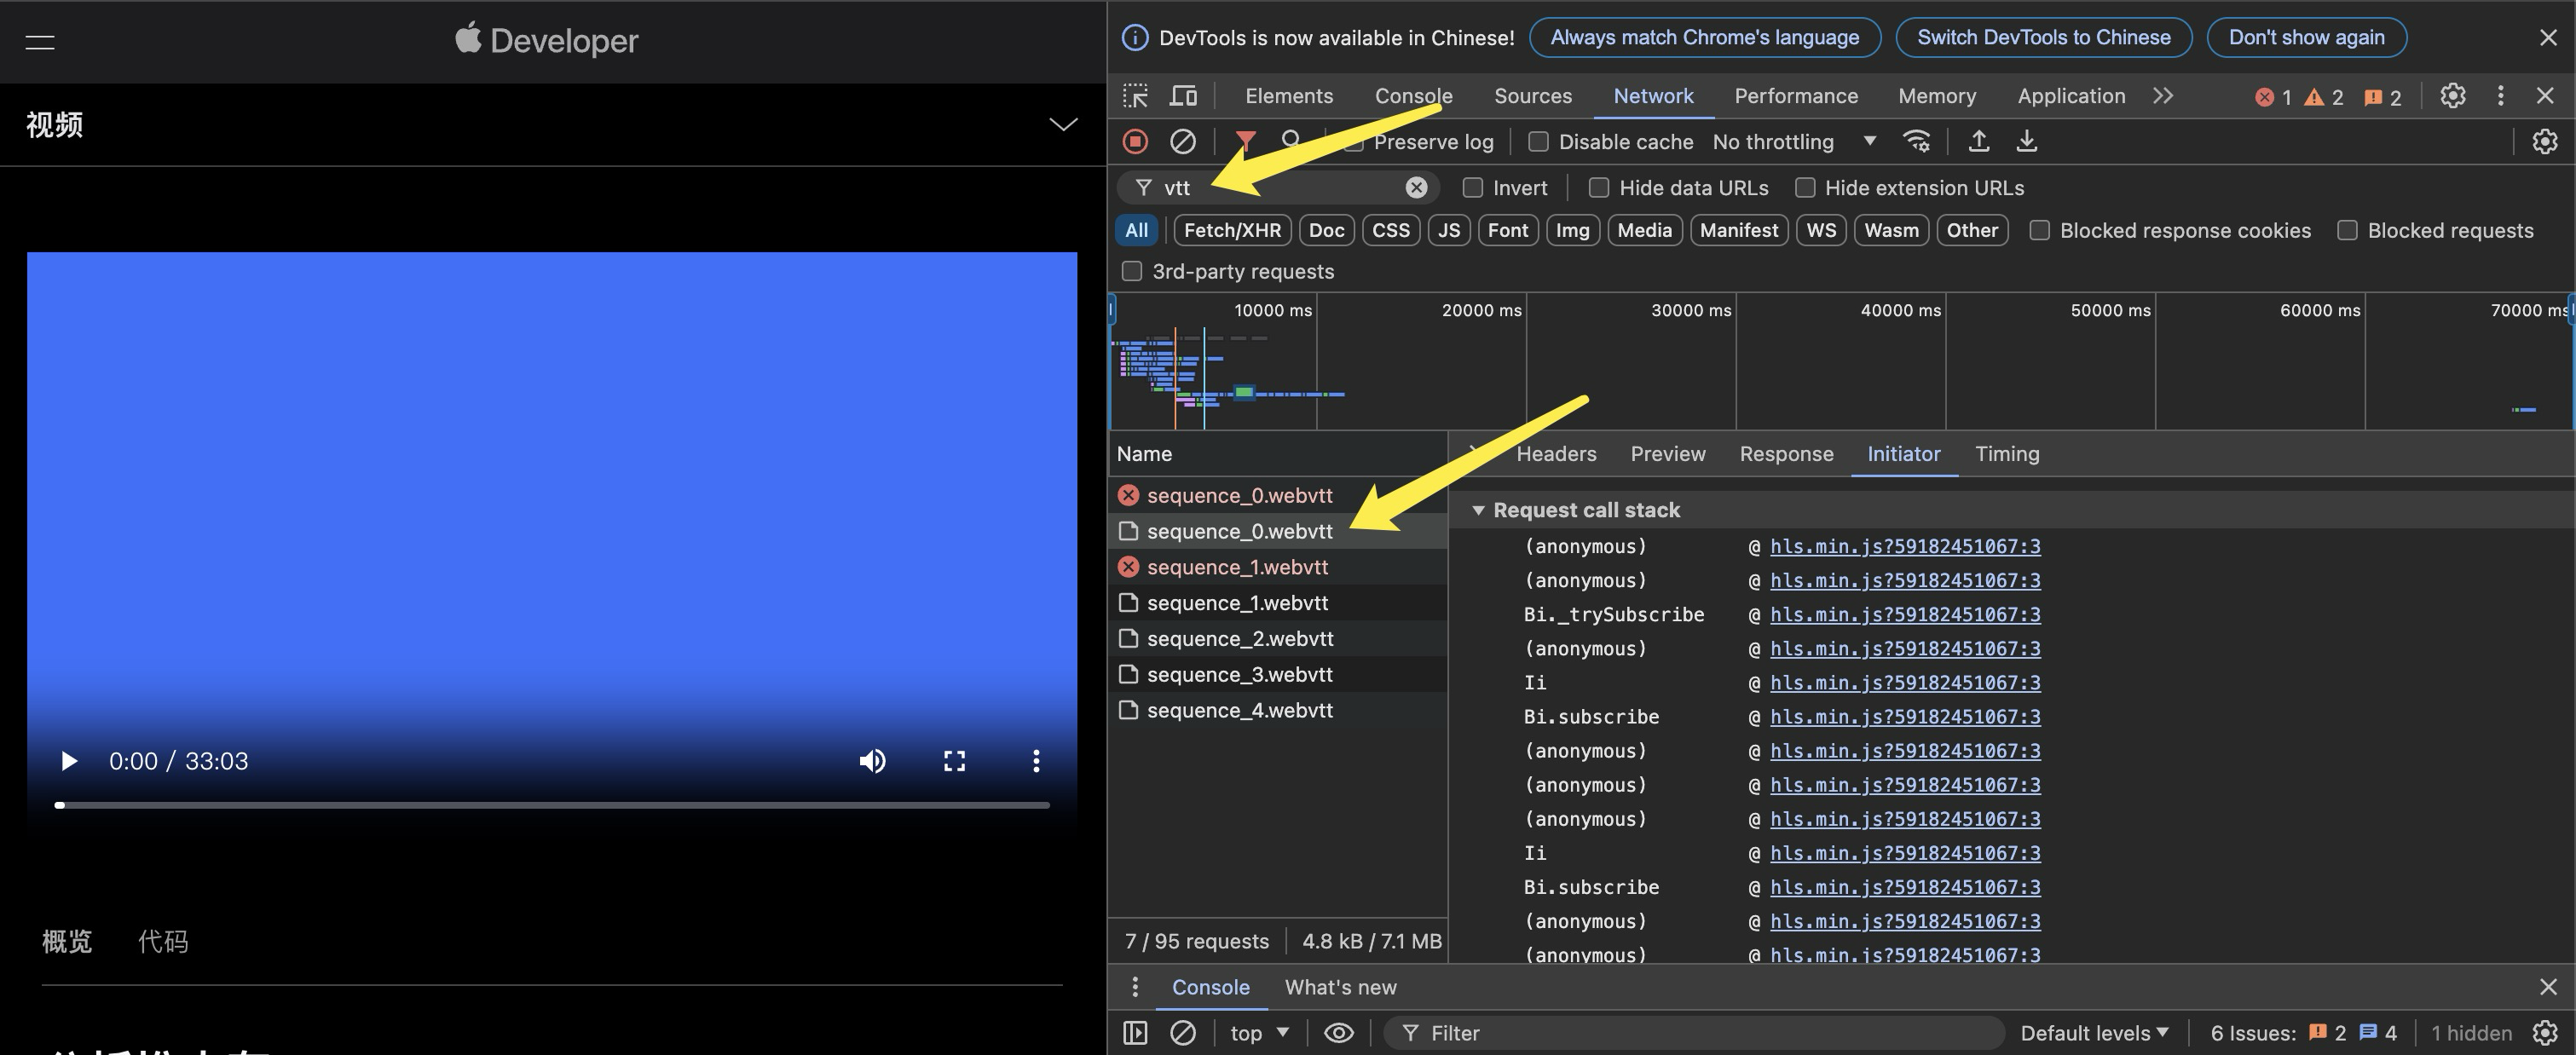 Developer
视频
0:00 / 33:03
概览 代码
DevTools is now available in Chinese! Always match Chrome's language Switch DevTools to Chinese Don't show again
Elements Console Sources Network Performance Memory Application 1 2 2
Preserve log Disable cache No throttling
vtt Invert Hide data URLs Hide extension URLs
All Fetch/XHR Doc CSS JS Font Img Media Manifest WS Wasm Other Blocked response cookies Blocked requests
3rd-party requests
10000 ms 20000 ms 30000 ms 40000 ms 50000 ms 60000 ms 70000 ms
Name
sequence_0.webvtt
sequence_0.webvtt
sequence_1.webvtt
sequence_1.webvtt
sequence_2.webvtt
sequence_3.webvtt
sequence_4.webvtt
7 / 95 requests 4.8 kB / 7.1 MB
Headers Preview Response Initiator Timing
Request call stack
(anonymous) @ hls.min.js?59182451067:3
(anonymous) @ hls.min.js?59182451067:3
Bi._trySubscribe @ hls.min.js?59182451067:3
(anonymous) @ hls.min.js?59182451067:3
Ii @ hls.min.js?59182451067:3
Bi.subscribe @ hls.min.js?59182451067:3
(anonymous) @ hls.min.js?59182451067:3
(anonymous) @ hls.min.js?59182451067:3
(anonymous) @ hls.min.js?59182451067:3
Ii @ hls.min.js?59182451067:3
Bi.subscribe @ hls.min.js?59182451067:3
(anonymous) @ hls.min.js?59182451067:3
(anonymous) @ hls.min.js?59182451067:3
Console What's new
top Filter Default levels 6 Issues: 2 4 1 hidden